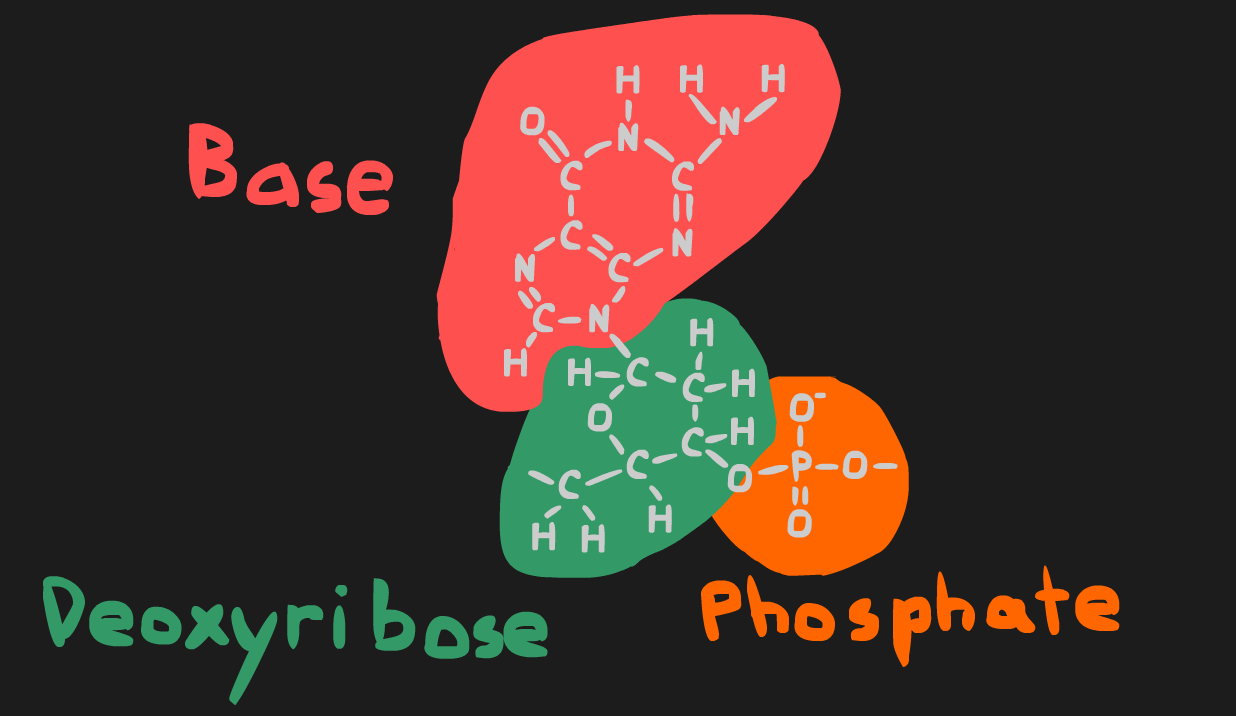 Base
H H H
O N N
C C
C N
N C
C N
H
H
H C C H
O C H
C O
C
H H H
O-
P O
O
Deoxyribose
Phosphate